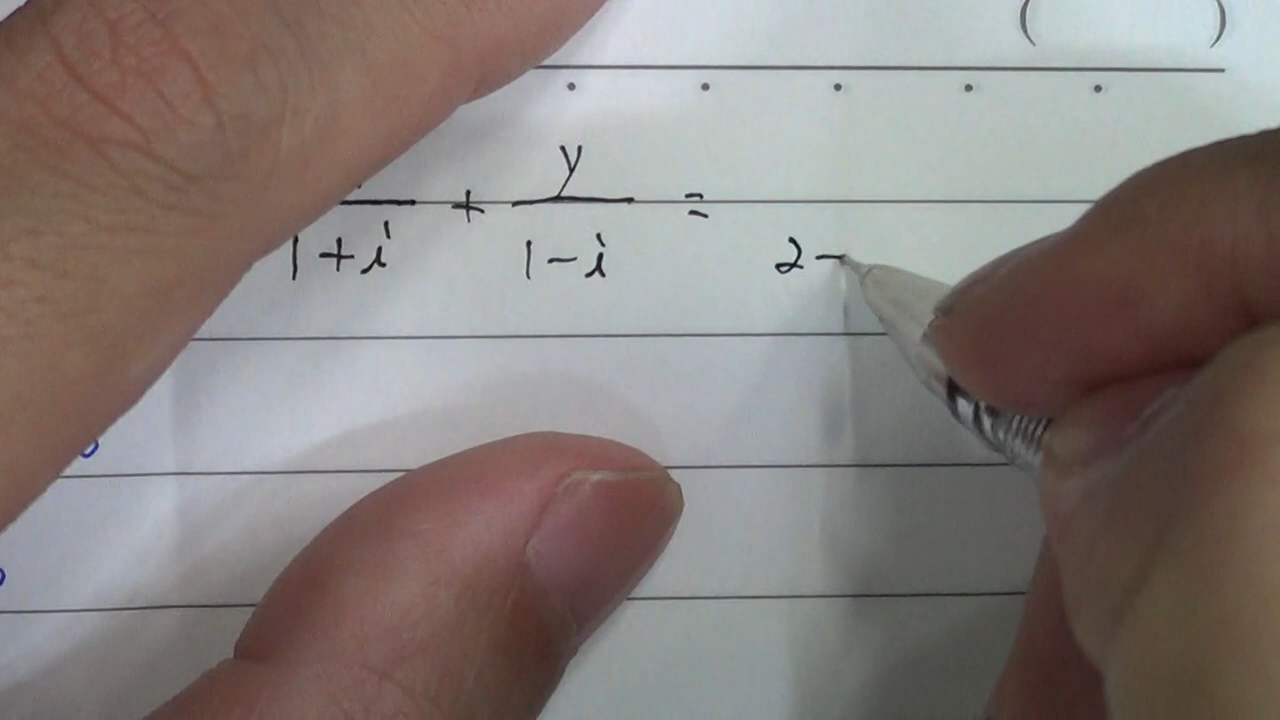 ( )
y
+ =
1+i 1-i 2-